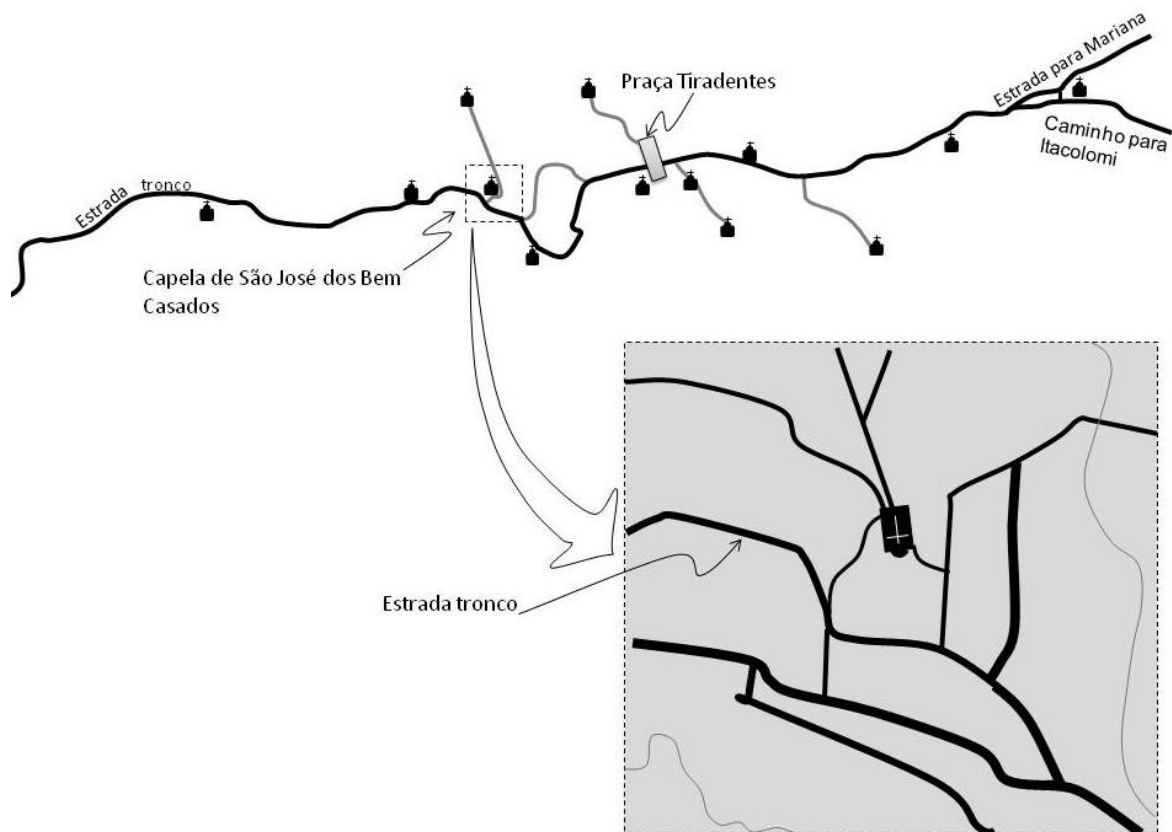 Estrada para Mariana
Praça Tiradentes
Caminho para
Itacolomi
Estrada tronco
Capela de São José dos Bem
Casados
Estrada tronco